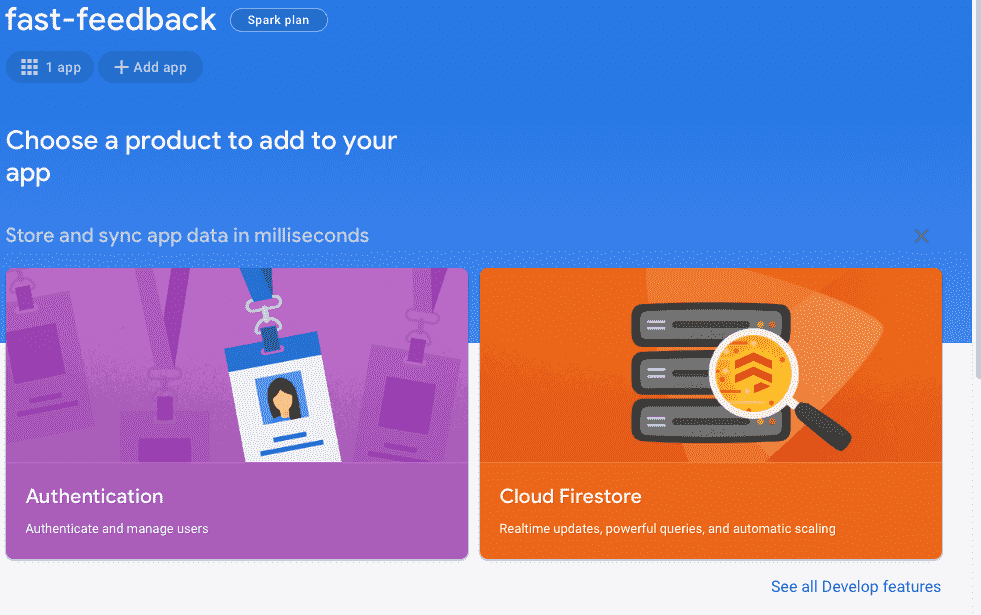 fast-feedback
Spark plan
1 app
Add app
Choose a product to add to your
app
Store and sync app data in milliseconds
Authentication
Authenticate and manage users
Cloud Firestore
Realtime updates, powerful queries, and automatic scaling
See all Develop features